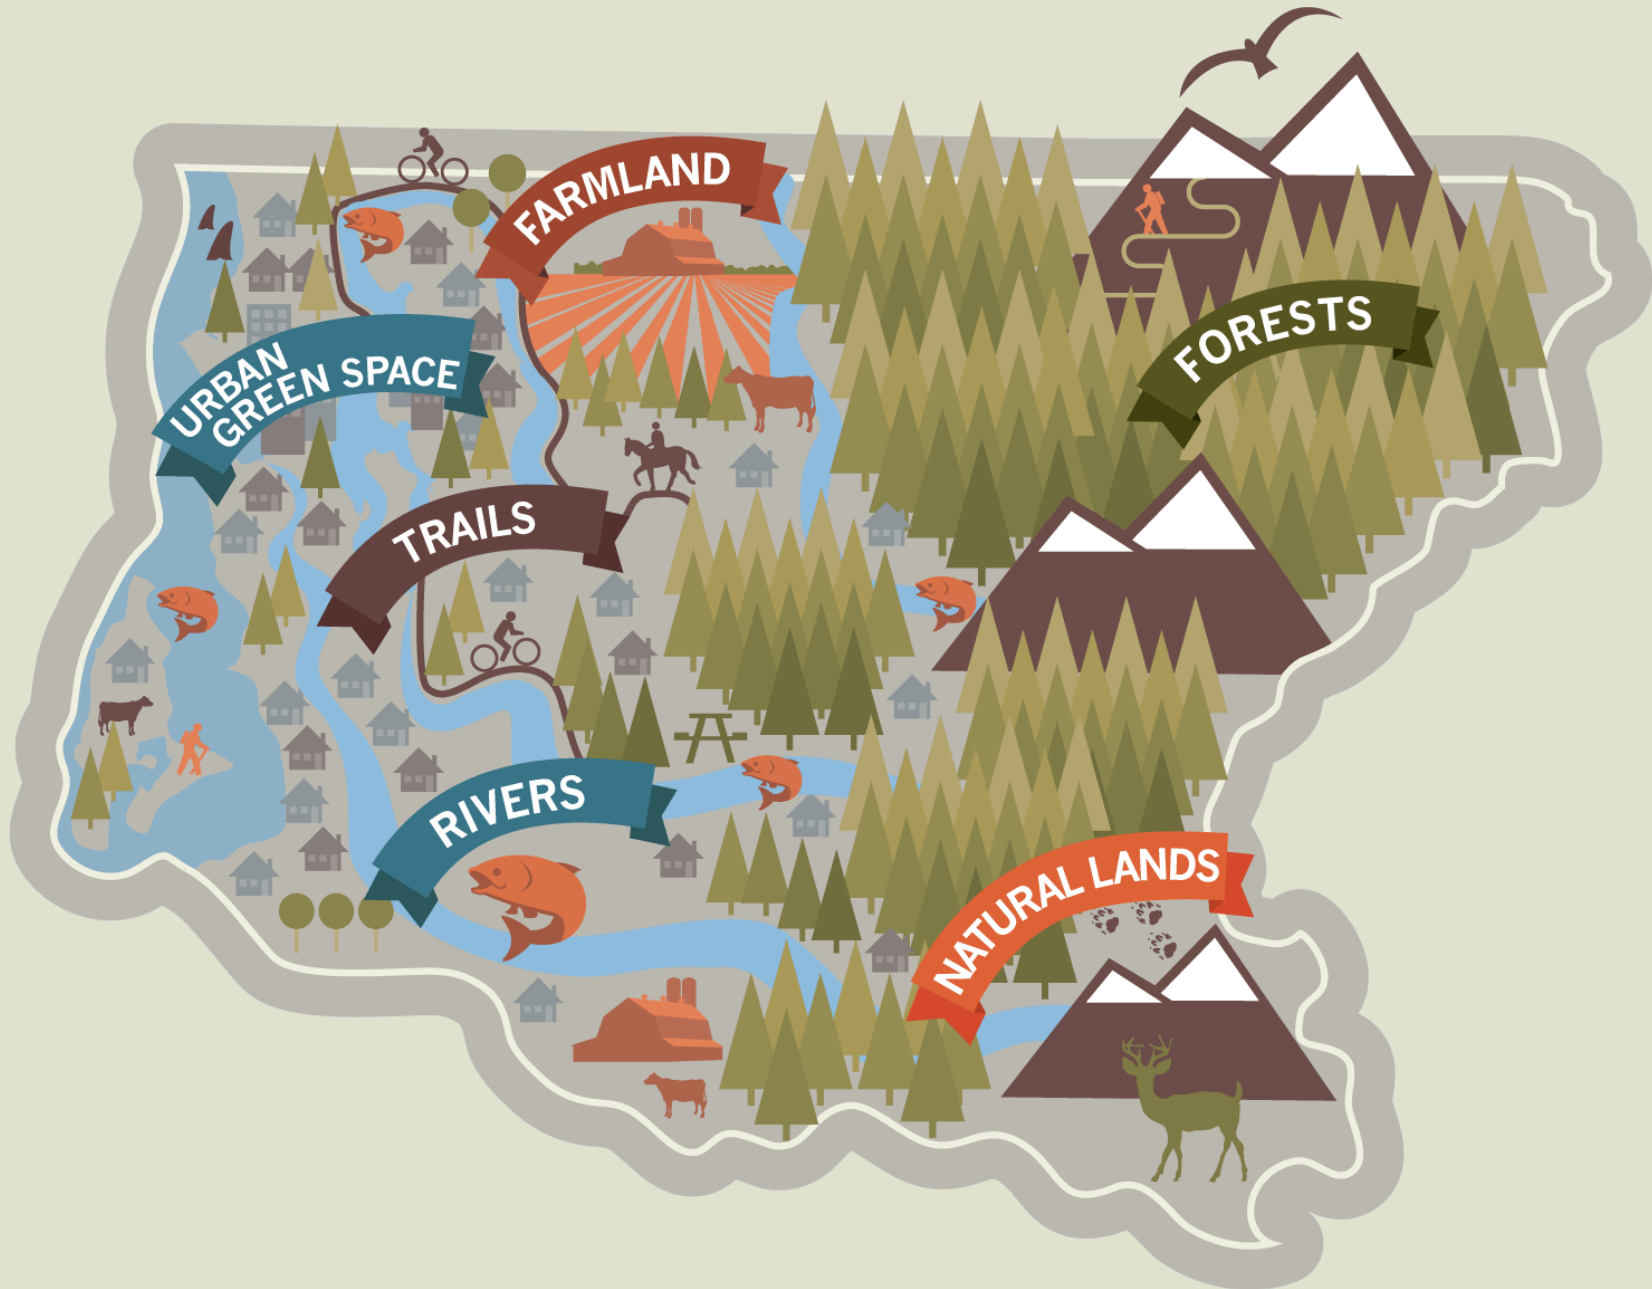 FARMLAND
FORESTS
URBAN
GREEN SPACE
TRAILS
RIVERS
NATURAL LANDS